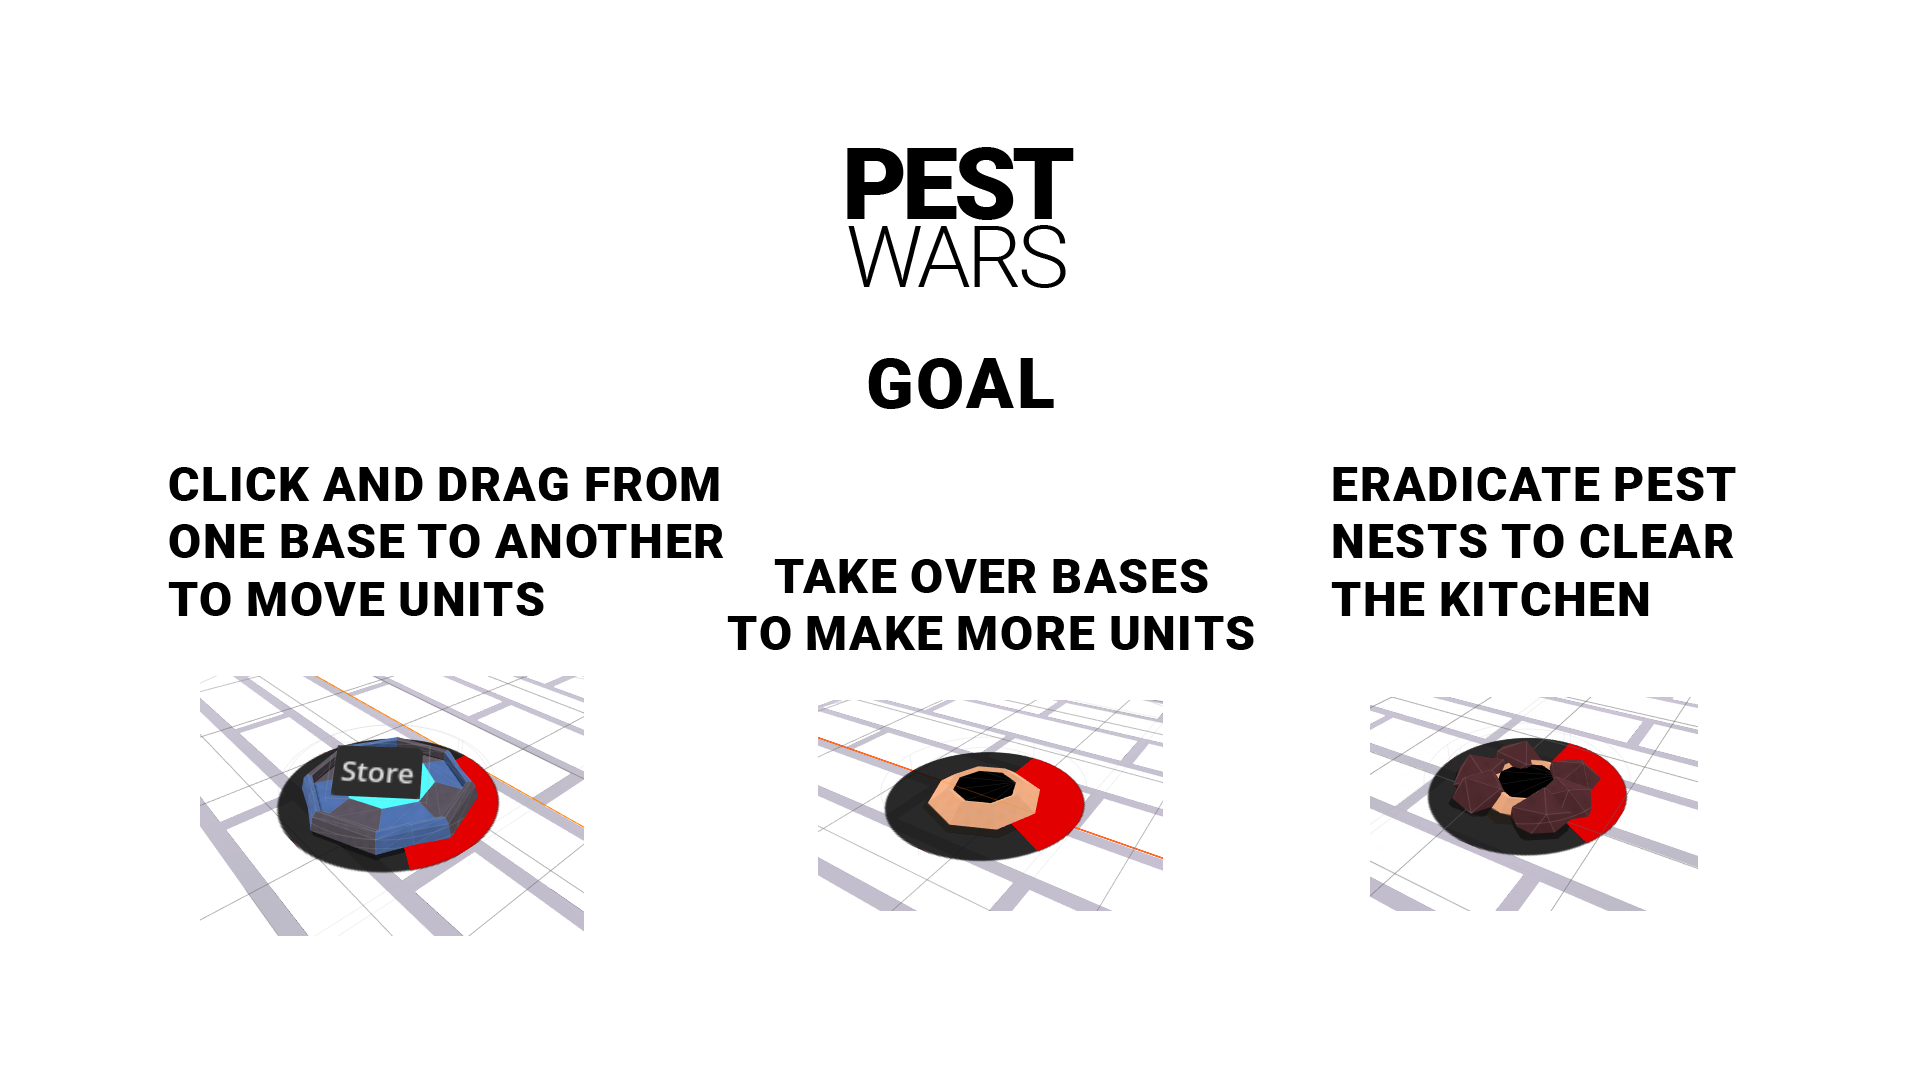 PEST
WARS
GOAL
CLICK AND DRAG FROM
ONE BASE TO ANOTHER
TO MOVE UNITS
TAKE OVER BASES
TO MAKE MORE UNITS
ERADICATE PEST
NESTS TO CLEAR
THE KITCHEN
Store